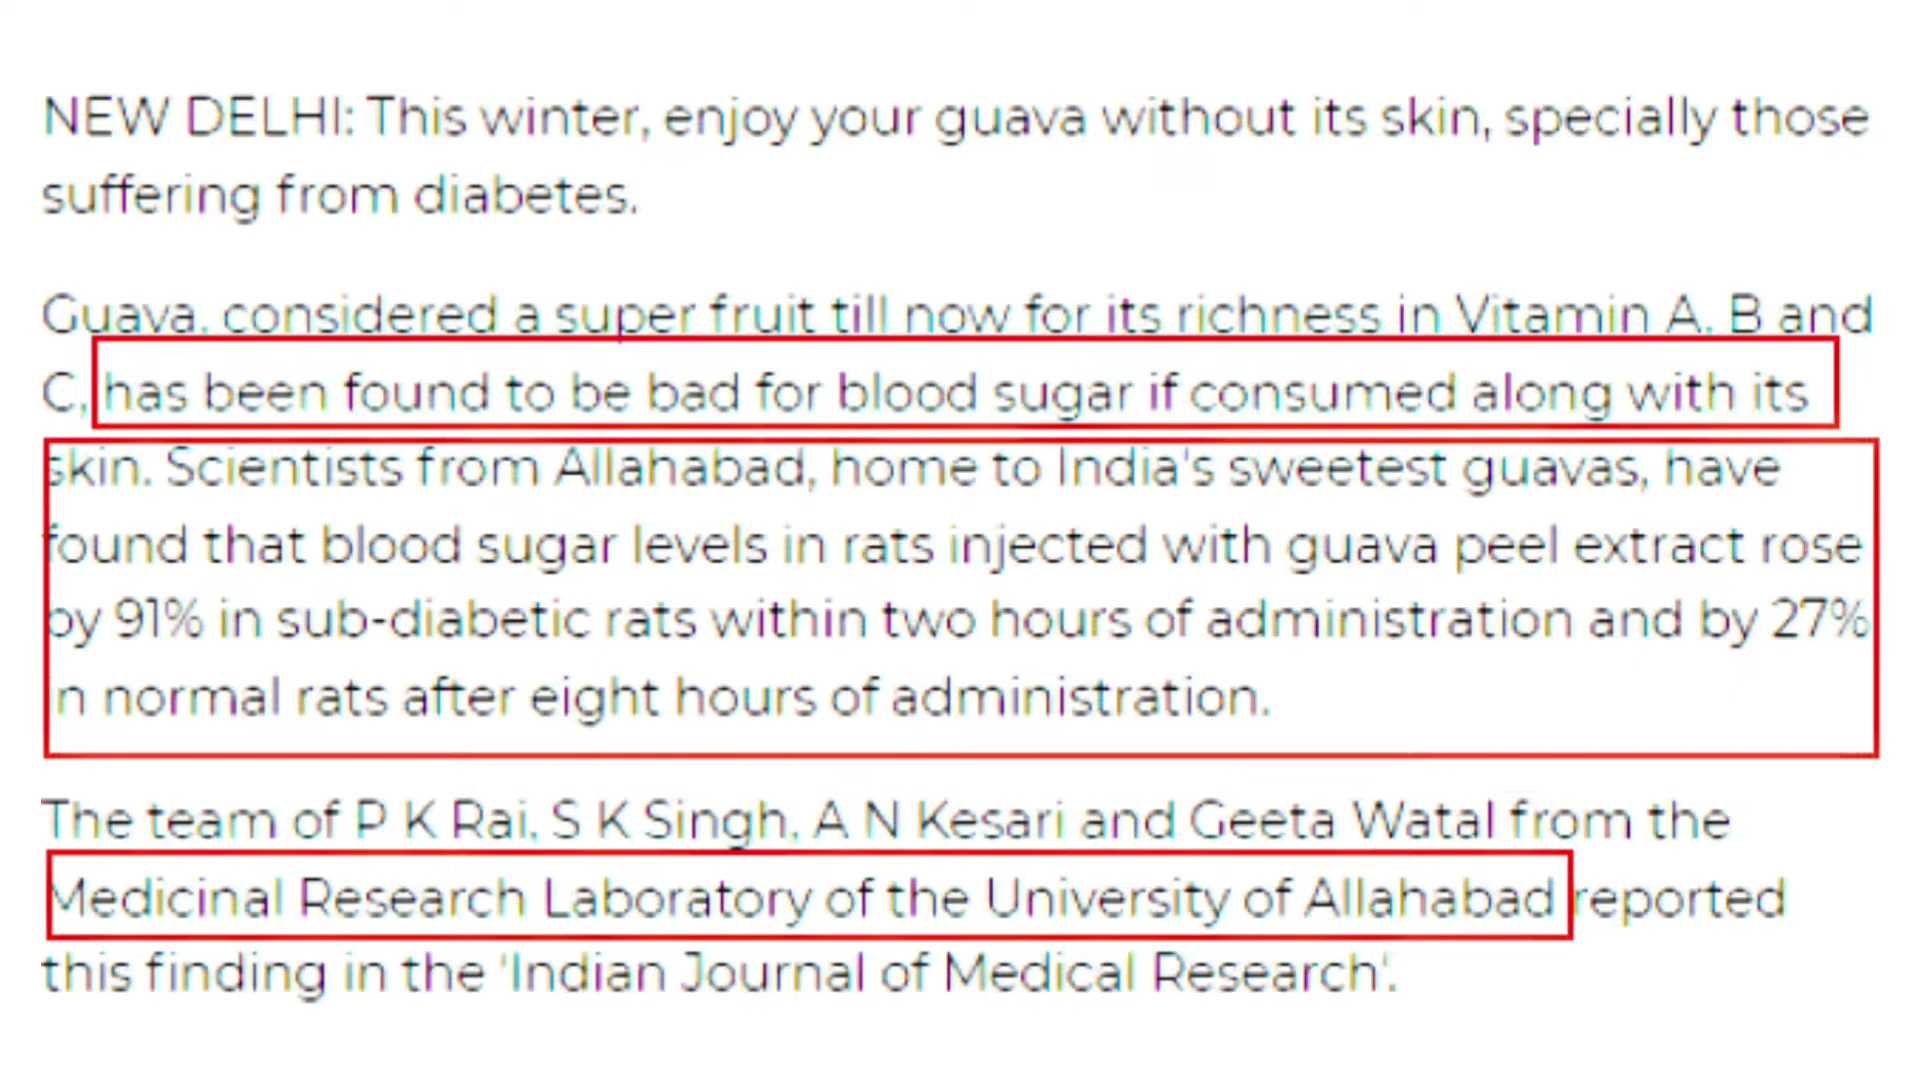 NEW DELHI: This winter, enjoy your guava without its skin, specially those
suffering from diabetes.
Guava, considered a super fruit till now for its richness in Vitamin A, B and
C, has been found to be bad for blood sugar if consumed along with its
skin. Scientists from Allahabad, home to India's sweetest guavas, have
found that blood sugar levels in rats injected with guava peel extract rose
by 91% in sub-diabetic rats within two hours of administration and by 27%
in normal rats after eight hours of administration.
The team of P K Rai, S K Singh, A N Kesari and Geeta Watal from the
Medicinal Research Laboratory of the University of Allahabad reported
this finding in the 'Indian Journal of Medical Research'.